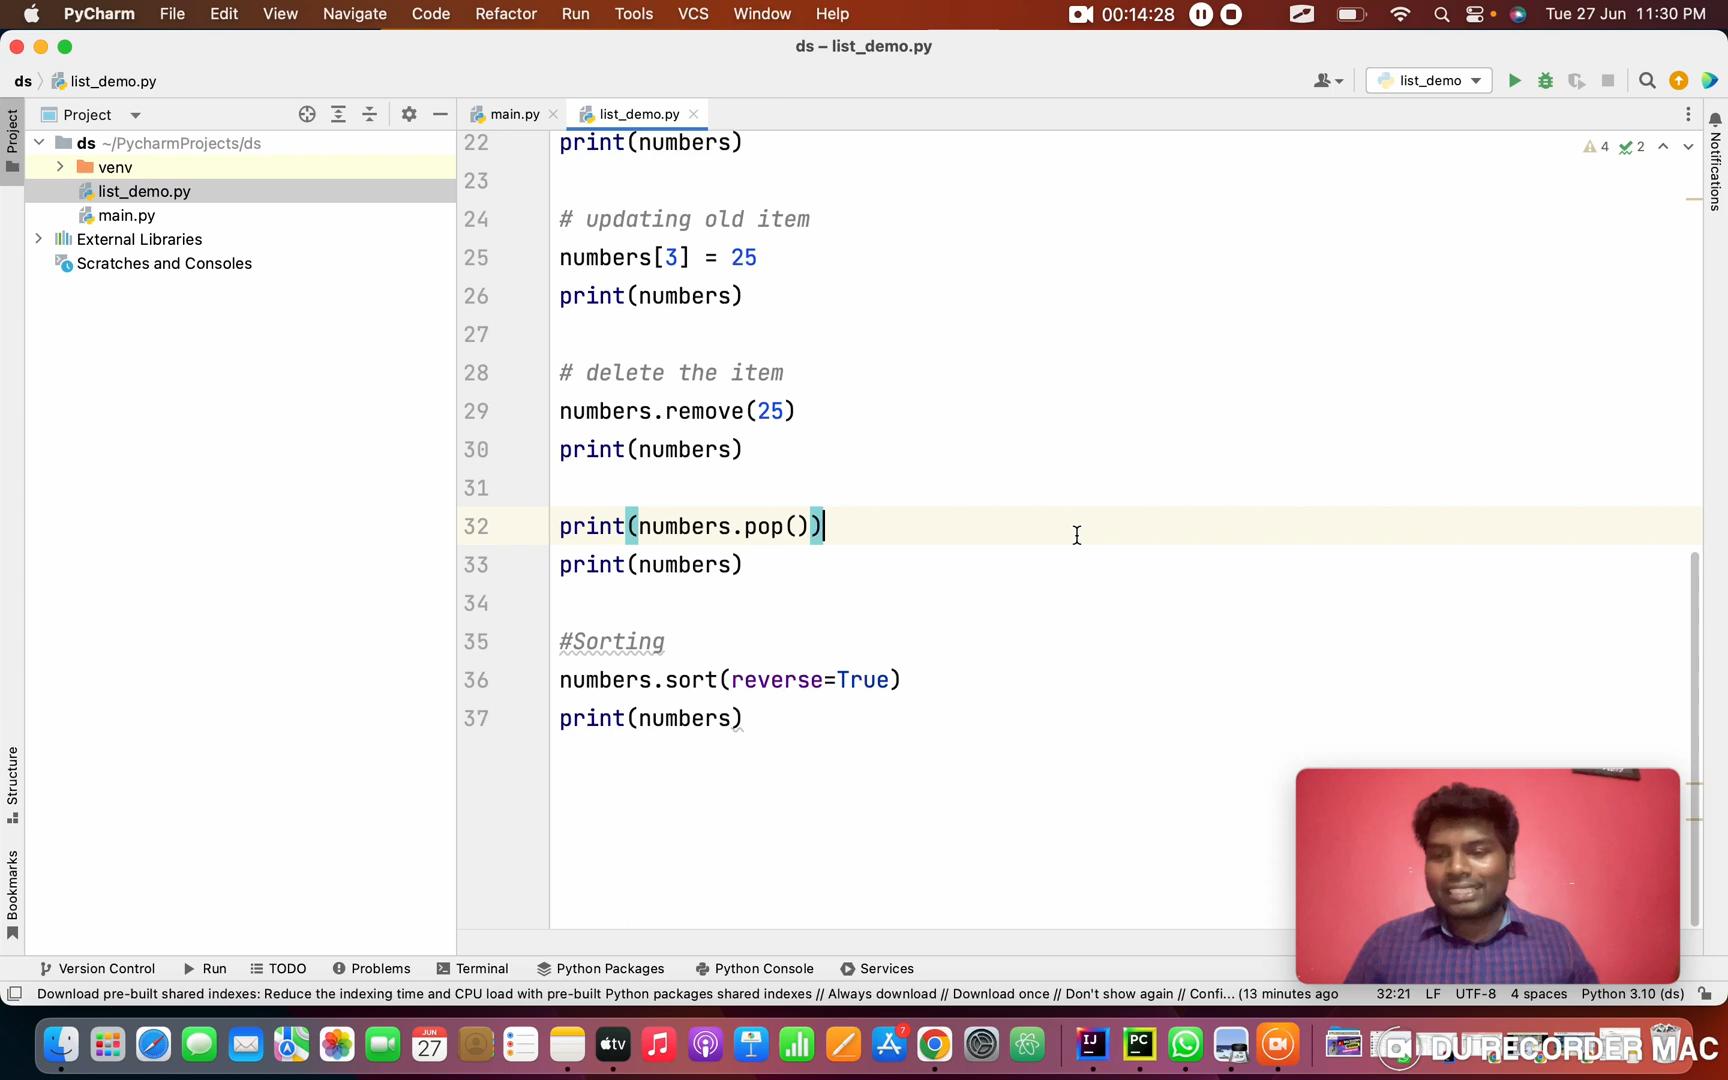 PyCharm File Edit View Navigate Code Refactor Run Tools VCS Window Help 00:14:28 Tue 27 Jun 11:30 PM
ds – list_demo.py
ds list_demo.py list_demo
Project main.py list_demo.py
Project
Notifications
Structure
Bookmarks
ds ~/PycharmProjects/ds
venv
list_demo.py
main.py
External Libraries
Scratches and Consoles
4 2
22 print(numbers)
23
24 # updating old item
25 numbers[3] = 25
26 print(numbers)
27
28 # delete the item
29 numbers.remove(25)
30 print(numbers)
31
32 print(numbers.pop())
33 print(numbers)
34
35 #Sorting
36 numbers.sort(reverse=True)
37 print(numbers)
Version Control Run TODO Problems Terminal Python Packages Python Console Services
Download pre-built shared indexes: Reduce the indexing time and CPU load with pre-built Python packages shared indexes // Always download // Download once // Don't show again // Confi... (13 minutes ago 32:21 LF UTF-8 4 spaces Python 3.10 (ds)
JUN
27
tv
7
IJ
PC
DU RECORDER MAC